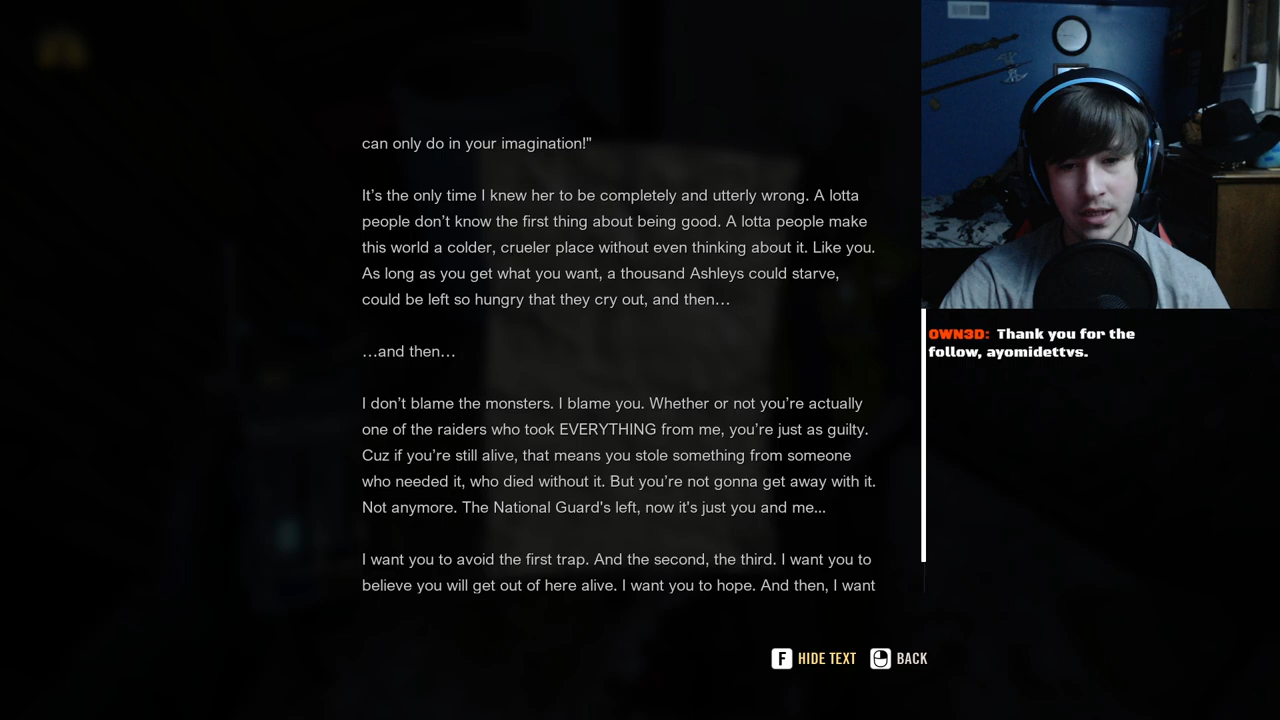 can only do in your imagination!"
It's the only time I knew her to be completely and utterly wrong. A lotta
people don't know the first thing about being good. A lotta people make
this world a colder, crueler place without even thinking about it. Like you.
As long as you get what you want, a thousand Ashleys could starve,
could be left so hungry that they cry out, and then…
…and then…
I don't blame the monsters. I blame you. Whether or not you're actually
one of the raiders who took EVERYTHING from me, you're just as guilty.
Cuz if you're still alive, that means you stole something from someone
who needed it, who died without it. But you're not gonna get away with it.
Not anymore. The National Guard's left, now it's just you and me...
I want you to avoid the first trap. And the second, the third. I want you to
believe you will get out of here alive. I want you to hope. And then, I want
F HIDE TEXT BACK
OWN3D: Thank you for the
follow, ayomidettvs.